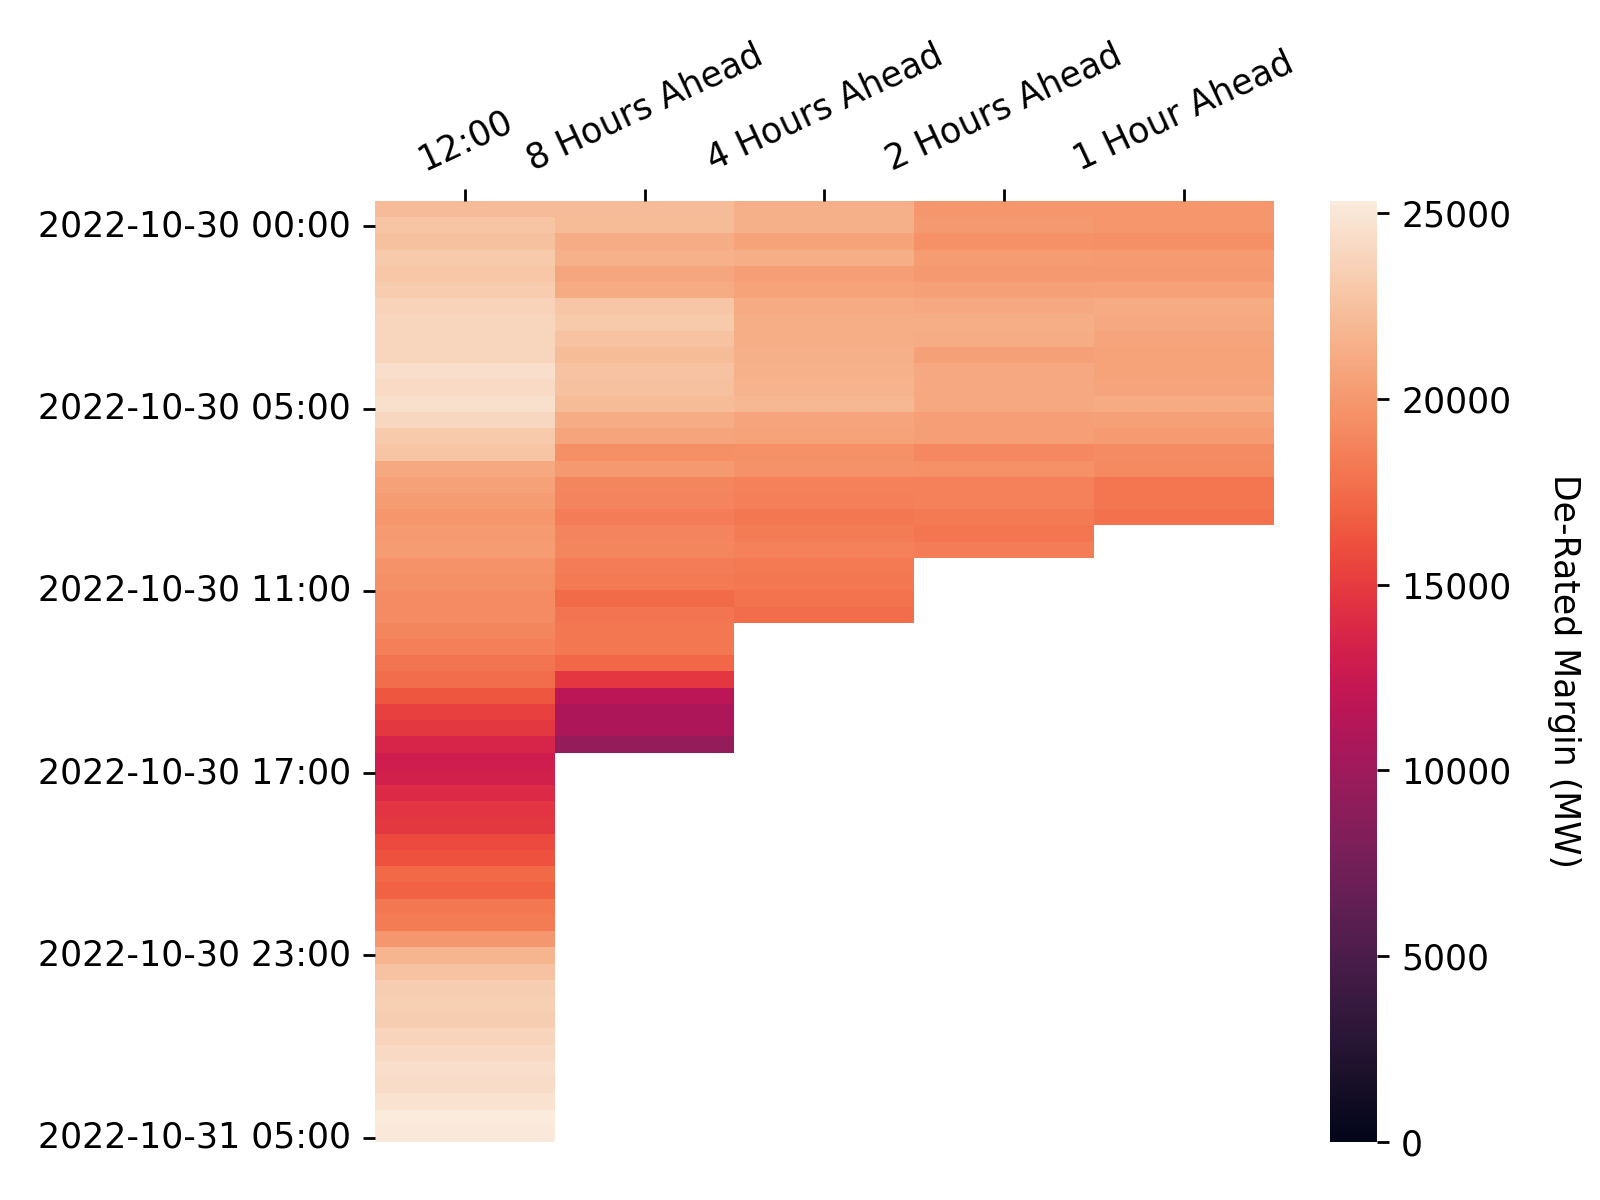 12:00
8 Hours Ahead
4 Hours Ahead
2 Hours Ahead
1 Hour Ahead
2022-10-30 00:00
2022-10-30 05:00
2022-10-30 11:00
2022-10-30 17:00
2022-10-30 23:00
2022-10-31 05:00
25000
20000
15000
10000
5000
0
De-Rated Margin (MW)